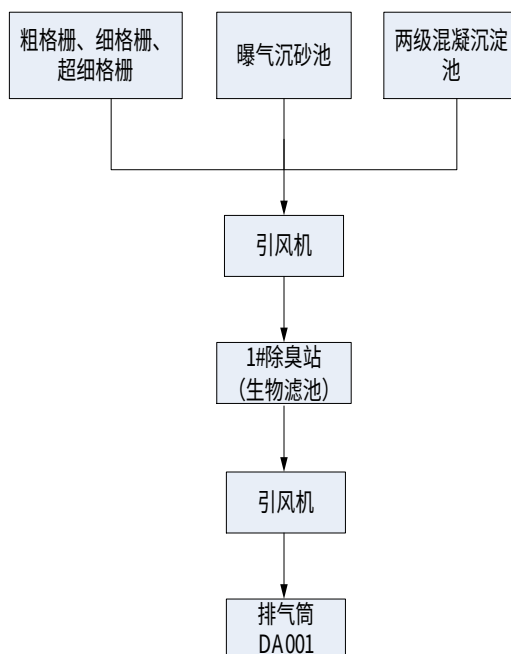 粗格栅、细格栅、
超细格栅
曝气沉砂池
两级混凝沉淀
池
引风机
1#除臭站
（生物滤池）
引风机
排气筒
DA001